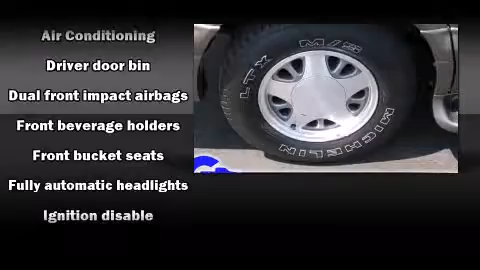 Air Conditioning
Driver door bin
Dual front impact airbags
Front beverage holders
Front bucket seats
Fully automatic headlights
Ignition disable
LTX M/S
MICHELIN